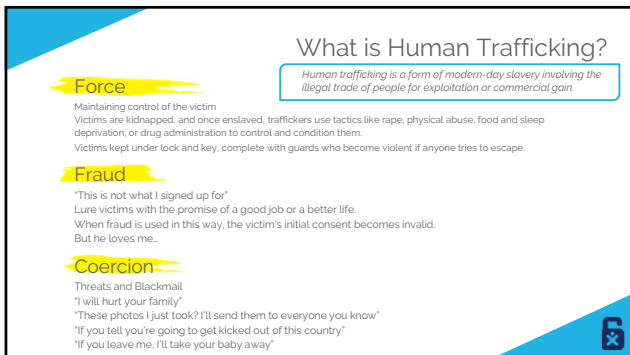 What is Human Trafficking?
Human trafficking is a form of modern-day slavery involving the
illegal trade of people for exploitation or commercial gain.
Force
Maintaining control of the victim
Victims are kidnapped, and once enslaved, traffickers use tactics like rape, physical abuse, food and sleep
deprivation, or drug administration to control and condition them.
Victims kept under lock and key, complete with guards who become violent if anyone tries to escape.
Fraud
"This is not what I signed up for"
Lure victims with the promise of a good job or a better life.
When fraud is used in this way, the victim's initial consent becomes invalid.
But he loves me...
Coercion
Threats and Blackmail
"I will hurt your family"
"These photos I just took? I'll send them to everyone you know"
"If you tell you're going to get kicked out of this country"
"If you leave me, I'll take your baby away"